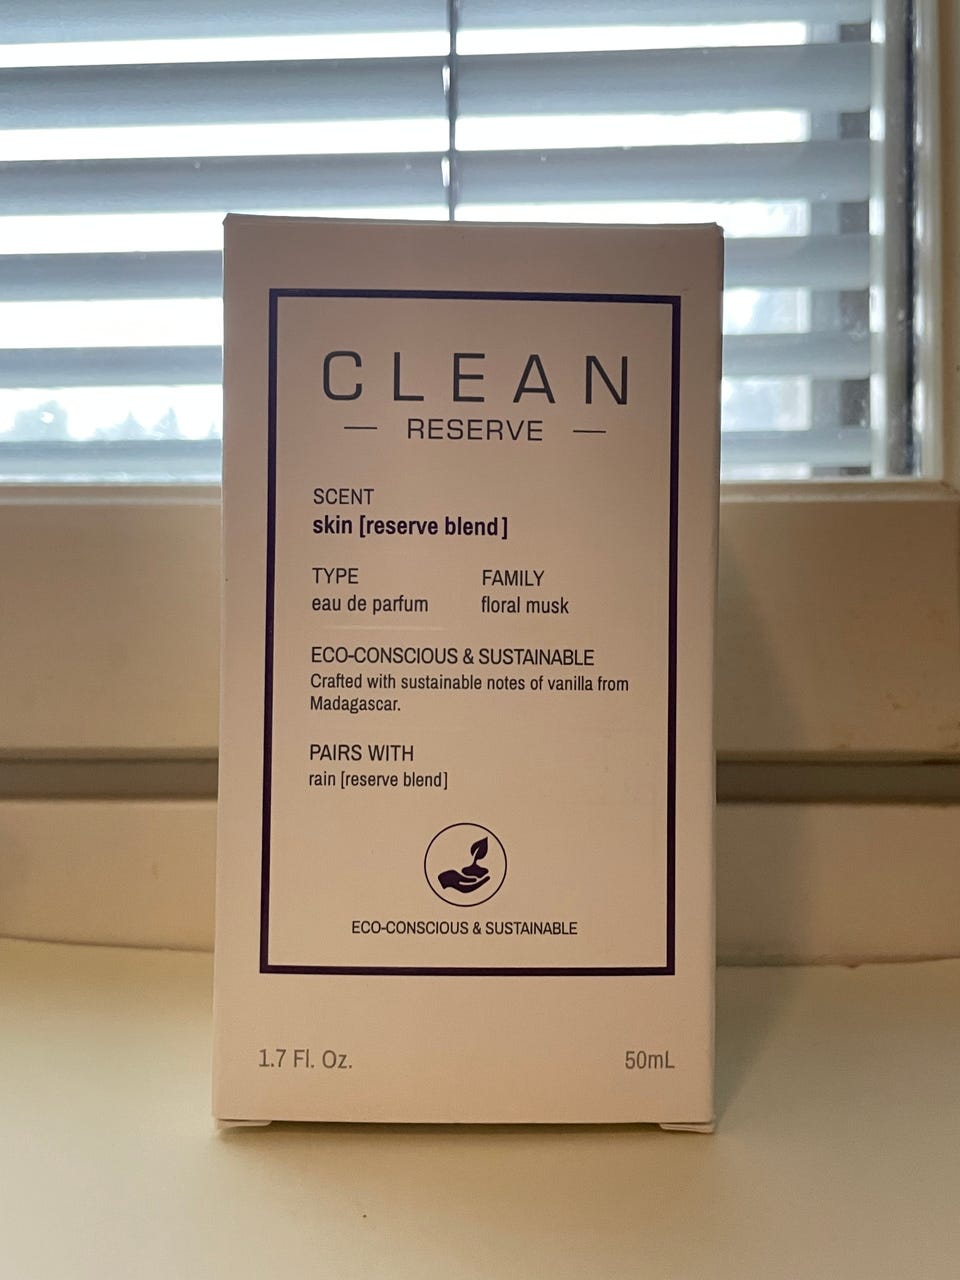 CLEAN
— RESERVE —
SCENT
skin [reserve blend]
TYPE
eau de parfum
FAMILY
floral musk
ECO-CONSCIOUS & SUSTAINABLE
Crafted with sustainable notes of vanilla from
Madagascar.
PAIRS WITH
rain [reserve blend]
ECO-CONSCIOUS & SUSTAINABLE
1.7 Fl. Oz.
50mL